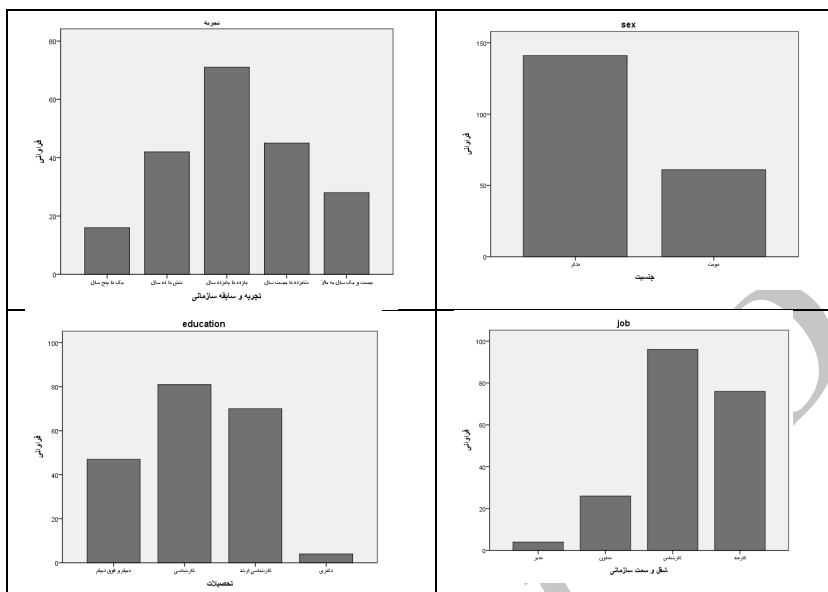 تجربه
80
60
40
20
0
فراوانی
یک تا پنج سال شش تا ده سال یازده تا پانزده سال شانزده تا بیست سال بیست و یک سال به بالا
تجربه و سابقه سازمانی
sex
150
100
50
0
فراوانی
مذکر مونث
جنسیت
education
100
80
60
40
20
0
فراوانی
دیپلم و فوق دیپلم کارشناسی کارشناسی ارشد دکتری
تحصیلات
job
100
80
60
40
20
0
فراوانی
مدیر معاون کارشناس کارمند
شغل و سمت سازمانی